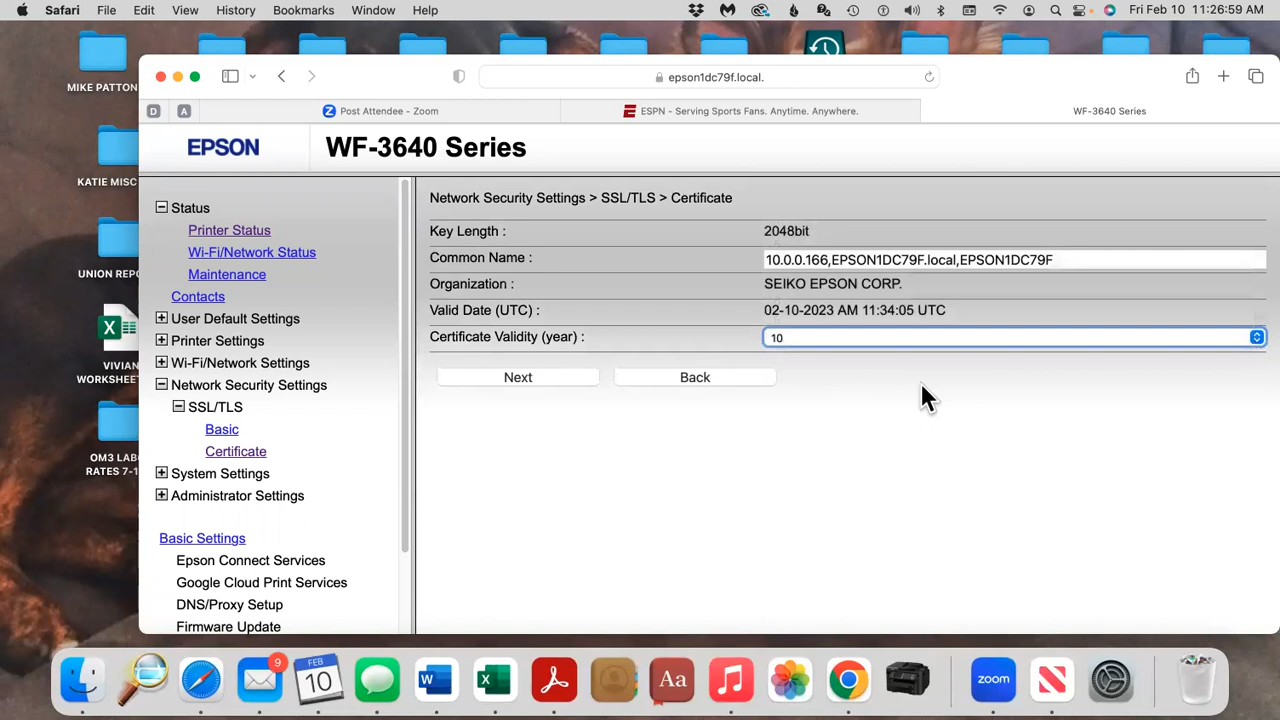 Safari File Edit View History Bookmarks Window Help Fri Feb 10 11:26:59 AM
MIKE PATTON
KATIE MISC
UNION REPO
VIVIAN
WORKSHEET
OM3 LABO
RATES 7-1
epson1dc79f.local.
D A Post Attendee - Zoom ESPN - Serving Sports Fans. Anytime. Anywhere. WF-3640 Series
EPSON WF-3640 Series
Status
Printer Status
Wi-Fi/Network Status
Maintenance
Contacts
User Default Settings
Printer Settings
Wi-Fi/Network Settings
Network Security Settings
SSL/TLS
Basic
Certificate
System Settings
Administrator Settings
Basic Settings
Epson Connect Services
Google Cloud Print Services
DNS/Proxy Setup
Firmware Update
Network Security Settings > SSL/TLS > Certificate
Key Length : 2048bit
Common Name : 10.0.0.166,EPSON1DC79F.local,EPSON1DC79F
Organization : SEIKO EPSON CORP.
Valid Date (UTC) : 02-10-2023 AM 11:34:05 UTC
Certificate Validity (year) : 10
Next Back
9
FEB
10
W
X
Aa
zoom
N